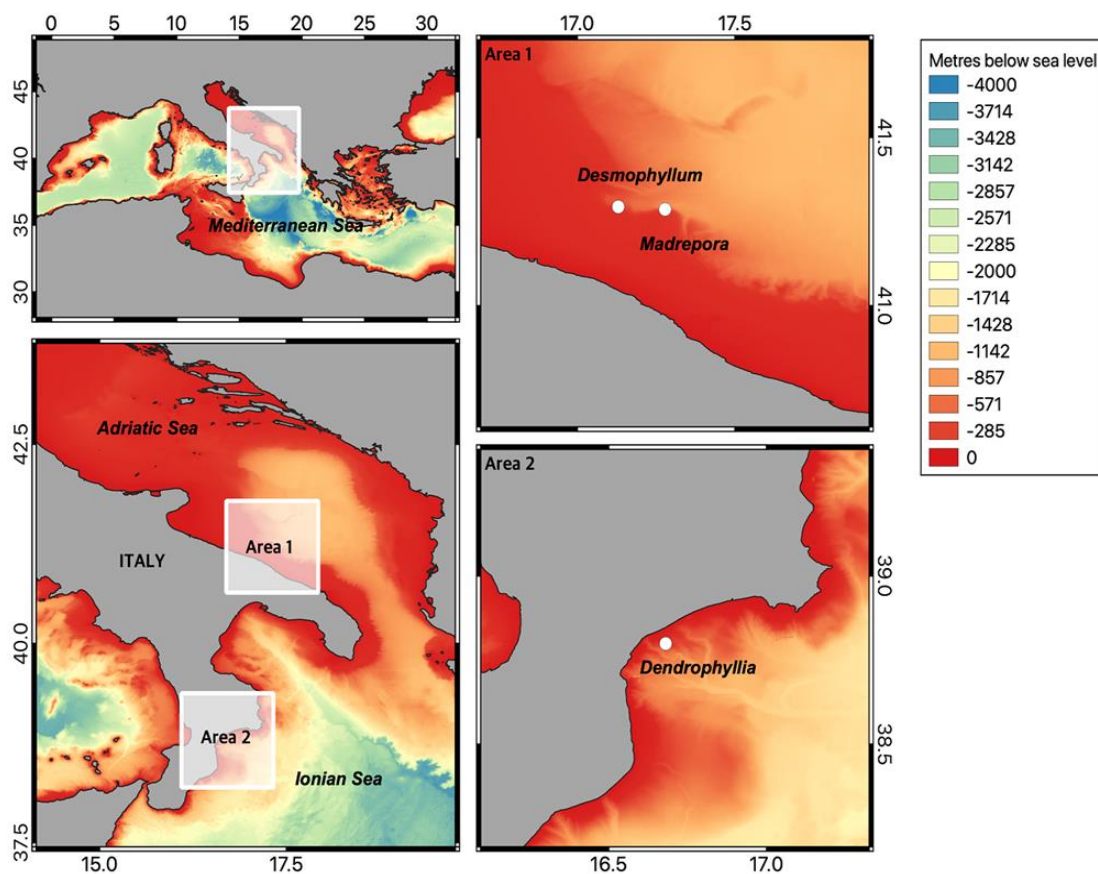 0 5 10 15 20 25 30
45
40
35
30
Mediterranean Sea
17.0 17.5
Area 1
41.5
41.0
Desmophyllum
Madrepora
Metres below sea level
-4000
-3714
-3428
-3142
-2857
-2571
-2285
-2000
-1714
-1428
-1142
-857
-571
-285
0
42.5
40.0
37.5
Adriatic Sea
Area 1
ITALY
Area 2
Ionian Sea
15.0 17.5
Area 2
39.0
38.5
Dendrophyllia
16.5 17.0